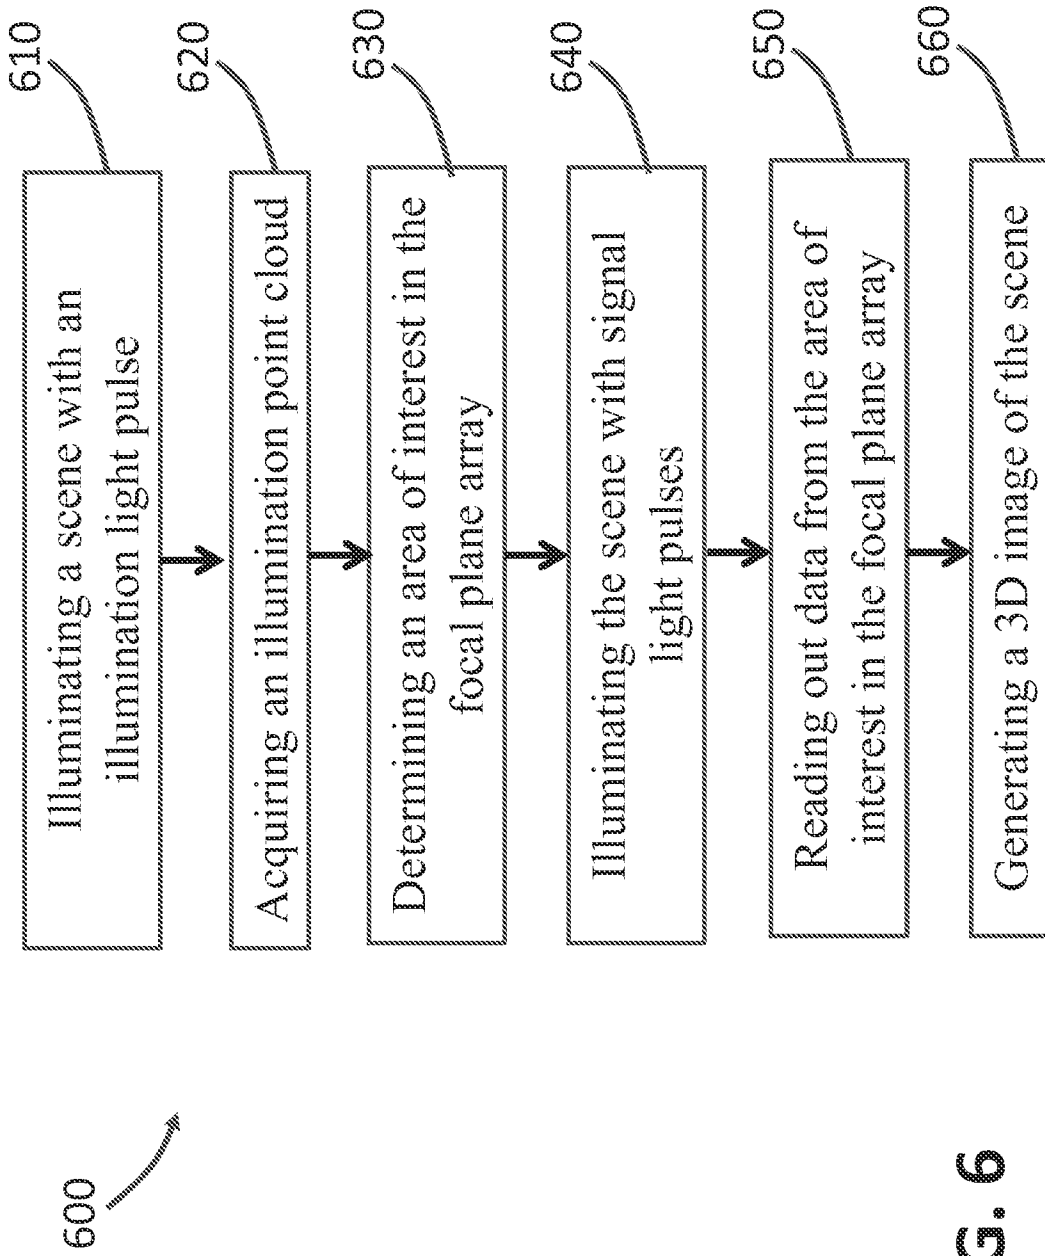 600
Illuminating a scene with an
illumination light pulse
610
Acquiring an illumination point cloud
620
Determining an area of interest in the
focal plane array
630
Illuminating the scene with signal
light pulses
640
Reading out data from the area of
interest in the focal plane array
650
Generating a 3D image of the scene
660
G. 6